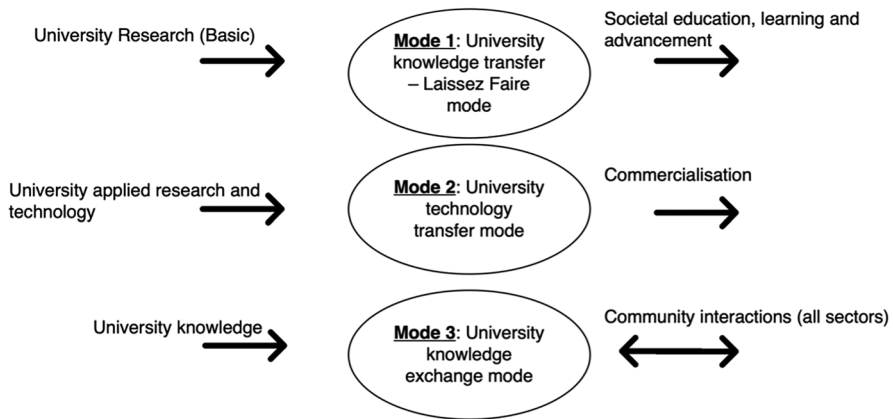 University Research (Basic)
Mode 1: University
knowledge transfer
– Laissez Faire
mode
Societal education, learning and
advancement
University applied research and
technology
Mode 2: University
technology
transfer mode
Commercialisation
University knowledge
Mode 3: University
knowledge
exchange mode
Community interactions (all sectors)